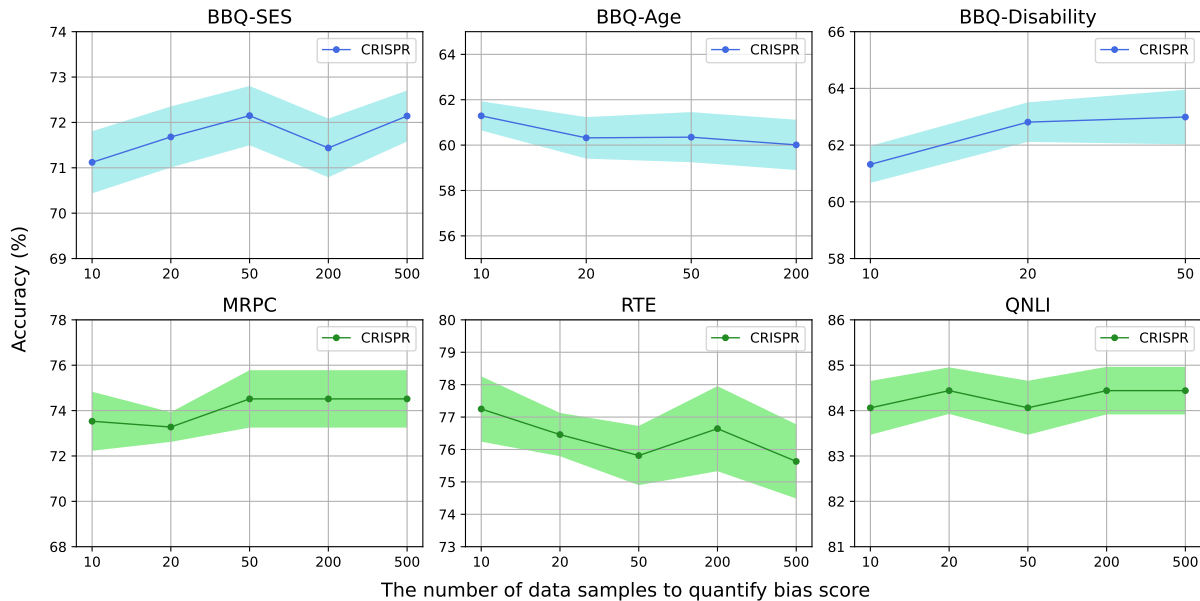 BBQ-SES
BBQ-Age
BBQ-Disability
74
73
72
71
70
69
CRISPR
10 20 50 200 500
64
62
60
58
56
CRISPR
10 20 50 200
66
64
62
60
58
CRISPR
10 20 50
Accuracy (%)
MRPC
RTE
QNLI
78
76
74
72
70
68
CRISPR
10 20 50 200 500
80
79
78
77
76
75
74
73
CRISPR
10 20 50 200 500
86
85
84
83
82
81
CRISPR
10 20 50 200 500
The number of data samples to quantify bias score